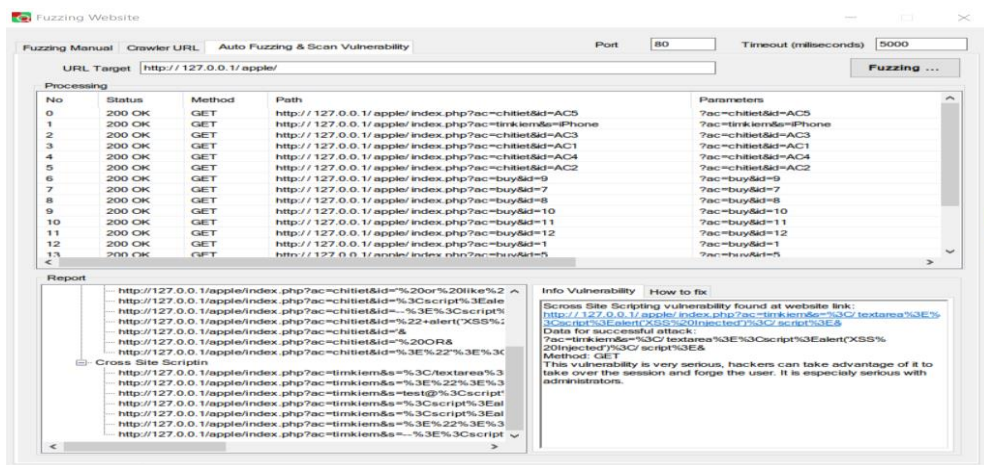 Fuzzing Website
Fuzzing Manual Crawler URL Auto Fuzzing & Scan Vulnerability Port 80 Timeout (miliseconds) 5000
URL Target http://127.0.0.1/apple/ Fuzzing ...
Processing
No Status Method Path Parameters
0 200 OK GET http://127.0.0.1/apple/index.php?ac=chitiet&id=AC5 ?ac=chitiet&id=AC5
1 200 OK GET http://127.0.0.1/apple/index.php?ac=timkiem&s=iPhone ?ac=timkiem&s=iPhone
2 200 OK GET http://127.0.0.1/apple/index.php?ac=chitiet&id=AC3 ?ac=chitiet&id=AC3
3 200 OK GET http://127.0.0.1/apple/index.php?ac=chitiet&id=AC1 ?ac=chitiet&id=AC1
4 200 OK GET http://127.0.0.1/apple/index.php?ac=chitiet&id=AC4 ?ac=chitiet&id=AC4
5 200 OK GET http://127.0.0.1/apple/index.php?ac=chitiet&id=AC2 ?ac=chitiet&id=AC2
6 200 OK GET http://127.0.0.1/apple/index.php?ac=buy&id=9 ?ac=buy&id=9
7 200 OK GET http://127.0.0.1/apple/index.php?ac=buy&id=7 ?ac=buy&id=7
8 200 OK GET http://127.0.0.1/apple/index.php?ac=buy&id=8 ?ac=buy&id=8
9 200 OK GET http://127.0.0.1/apple/index.php?ac=buy&id=10 ?ac=buy&id=10
10 200 OK GET http://127.0.0.1/apple/index.php?ac=buy&id=11 ?ac=buy&id=11
11 200 OK GET http://127.0.0.1/apple/index.php?ac=buy&id=12 ?ac=buy&id=12
12 200 OK GET http://127.0.0.1/apple/index.php?ac=buy&id=1 ?ac=buy&id=1
13 200 OK GET http://127.0.0.1/apple/index.php?ac=buy&id=5 ?ac=buy&id=5
Report
http://127.0.0.1/apple/index.php?ac=chitiet&id="%20or%20like%2
http://127.0.0.1/apple/index.php?ac=chitiet&id=%3Cscript%3Eale
http://127.0.0.1/apple/index.php?ac=chitiet&id=--%3E%3Cscript%
http://127.0.0.1/apple/index.php?ac=chitiet&id=%22+alert('XSS%2
http://127.0.0.1/apple/index.php?ac=chitiet&id='&
http://127.0.0.1/apple/index.php?ac=chitiet&id="%20OR&
http://127.0.0.1/apple/index.php?ac=chitiet&id=%3E%22'%3E%3C
Cross Site Scriptin
http://127.0.0.1/apple/index.php?ac=timkiem&s=%3C/textarea%3
http://127.0.0.1/apple/index.php?ac=timkiem&s=%3E%22%3E%3
http://127.0.0.1/apple/index.php?ac=timkiem&s=test@%3Cscript
http://127.0.0.1/apple/index.php?ac=timkiem&s=%3Cscript%3Eal
http://127.0.0.1/apple/index.php?ac=timkiem&s=%3Cscript%3Eal
http://127.0.0.1/apple/index.php?ac=timkiem&s=%3E%22%3E%3
http://127.0.0.1/apple/index.php?ac=timkiem&s=--%3E%3Cscript
Info Vulnerability How to fix
Scross Site Scripting vulnerability found at website link:
http://127.0.0.1/apple/index.php?ac=timkiem&s=%3C/textarea%3E%
3Cscript%3Ealert('XSS%20Injected')%3C/script%3E&
Data for successful attack:
?ac=timkiem&s=%3C/textarea%3E%3Cscript%3Ealert('XSS%
20Injected')%3C/script%3E&
Method: GET
This vulnerability is very serious, hackers can take advantage of it to
take over the session and forge the user. It is especialy serious with
administrators.